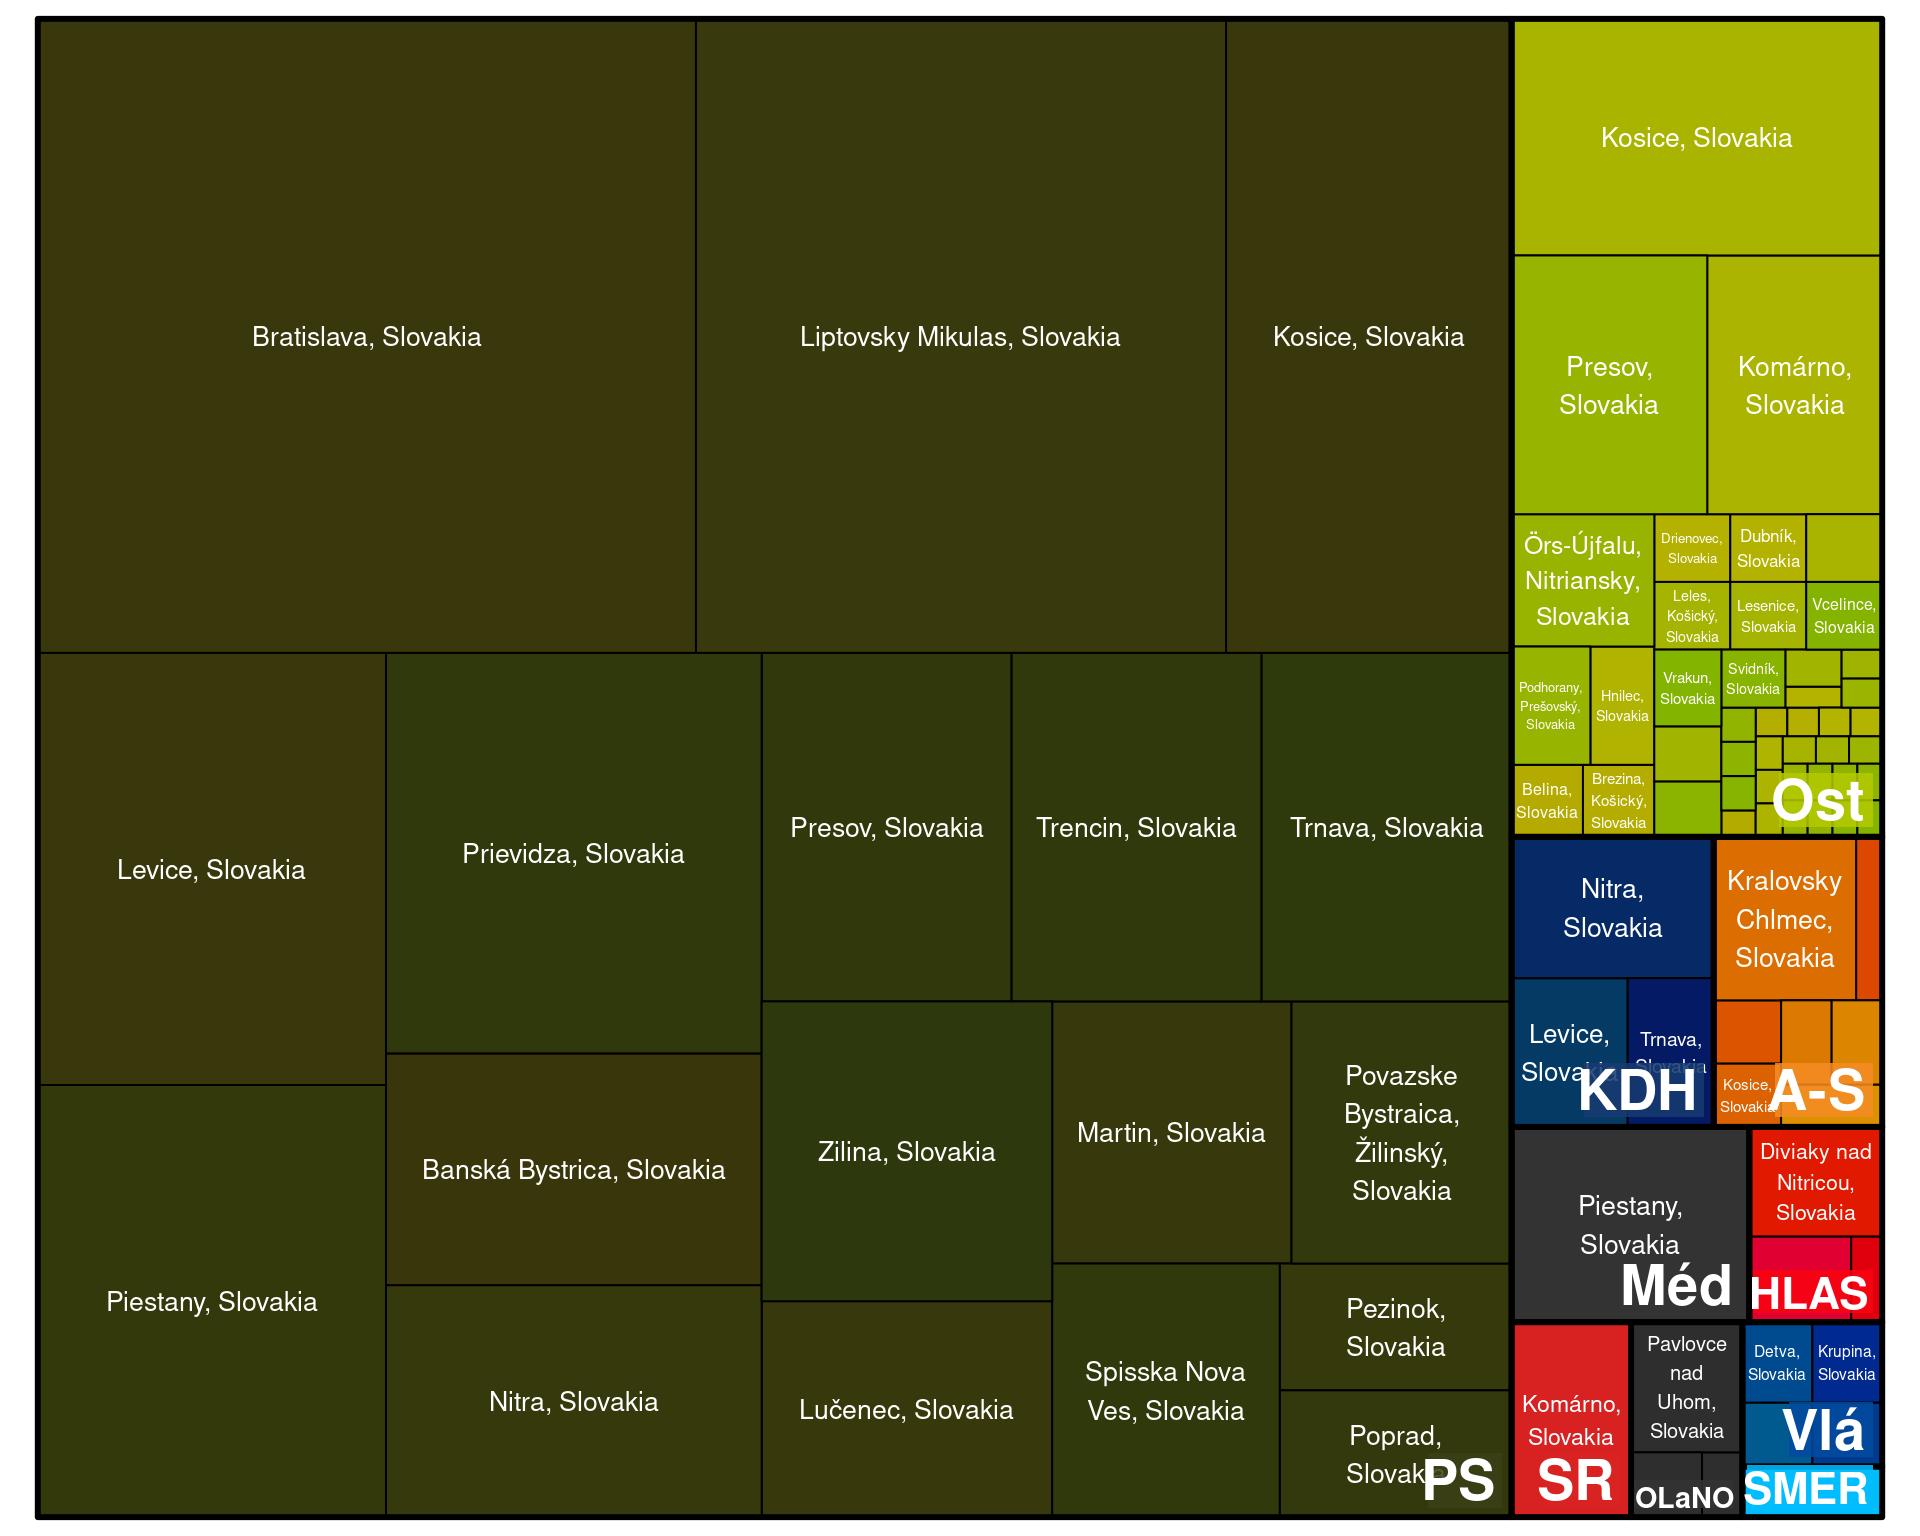 Bratislava, Slovakia
Liptovsky Mikulas, Slovakia
Kosice, Slovakia
Levice, Slovakia
Prievidza, Slovakia
Presov, Slovakia
Trencin, Slovakia
Trnava, Slovakia
Piestany, Slovakia
Banská Bystrica, Slovakia
Nitra, Slovakia
Zilina, Slovakia
Lučenec, Slovakia
Martin, Slovakia
Povazske
Bystraica,
Žilinský,
Slovakia
Spisska Nova
Ves, Slovakia
Pezinok,
Slovakia
Poprad,
Slovakia
PS
Kosice, Slovakia
Presov,
Slovakia
Komárno,
Slovakia
Örs-Újfalu,
Nitriansky,
Slovakia
Drienovec,
Slovakia
Dubník,
Slovakia
Leles,
Košický,
Slovakia
Lesenice,
Slovakia
Vcelince,
Slovakia
Podhorany,
Prešovský,
Slovakia
Hnilec,
Slovakia
Vrakun,
Slovakia
Svidník,
Slovakia
Belina,
Slovakia
Brezina,
Košický,
Slovakia
Ost
Nitra,
Slovakia
Levice,
Slovakia
Trnava,
Slovakia
KDH
Kralovsky
Chlmec,
Slovakia
Kosice,
Slovakia
A-S
Piestany,
Slovakia
Méd
Diviaky nad
Nitricou,
Slovakia
HLAS
Komárno,
Slovakia
SR
Pavlovce
nad
Uhom,
Slovakia
OLaNO
Detva,
Slovakia
Krupina,
Slovakia
Vlá
SMER